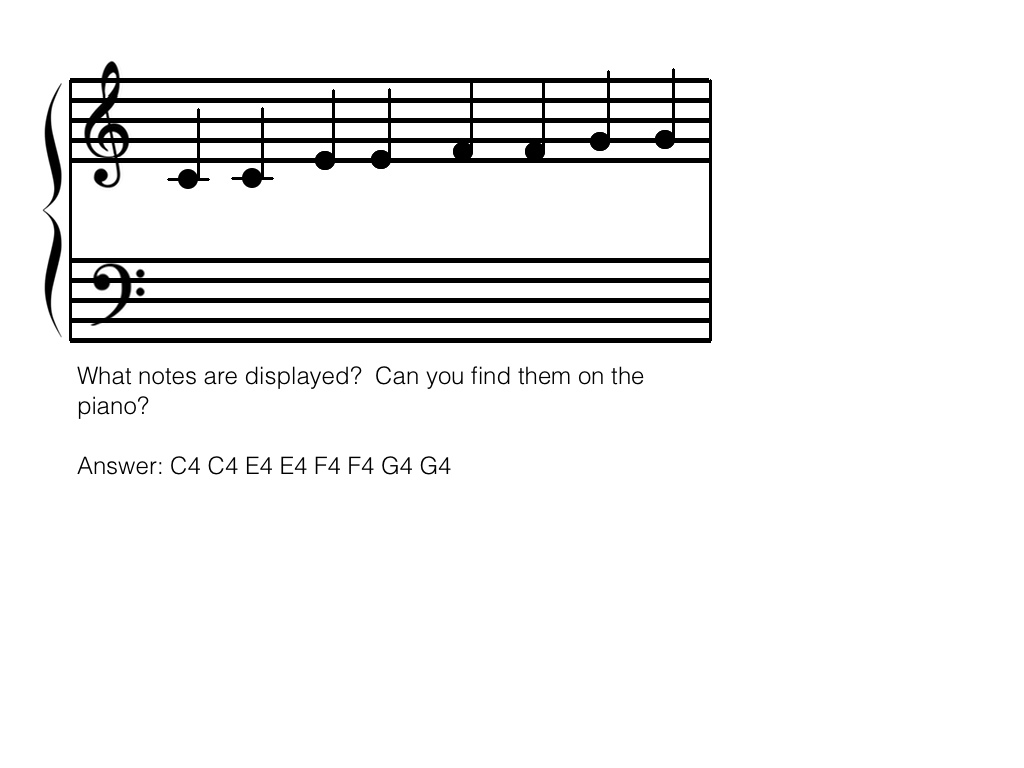 What notes are displayed?  Can you find them on the
piano?
Answer: C4 C4 E4 E4 F4 F4 G4 G4